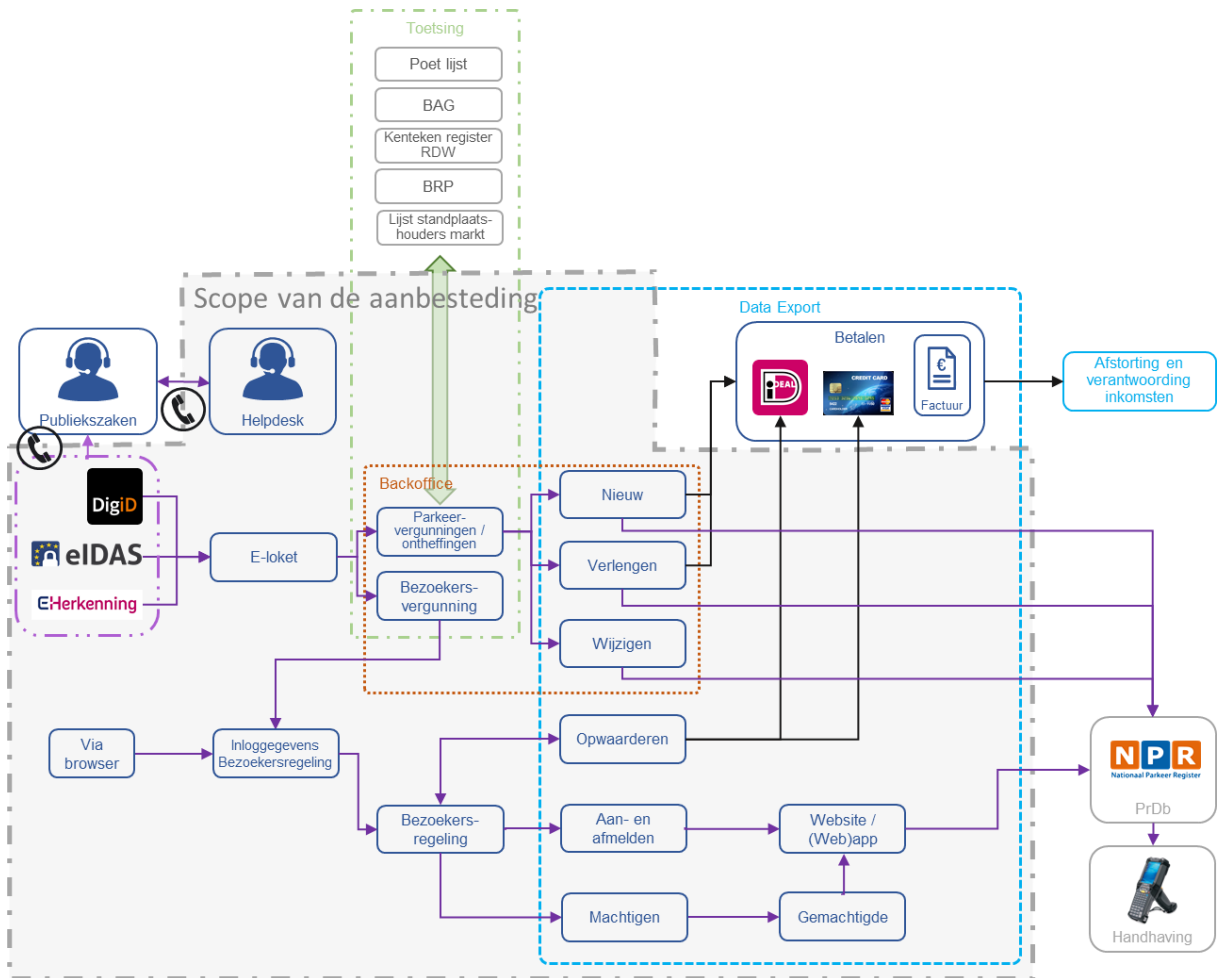 Toetsing
Poet lijst
BAG
Kenteken register
RDW
BRP
Lijst standplaats-
houders markt
Scope van de aanbesteding
Data Export
Betalen
iDEAL
CREDIT CARD
Factuur
Afstorting en
verantwoording
inkomsten
Publiekszaken
Helpdesk
DigiD
eIDAS
eHerkenning
E-loket
Backoffice
Parkeer-
vergunningen /
ontheffingen
Bezoekers-
vergunning
Nieuw
Verlengen
Wijzigen
Via
browser
Inloggegevens
Bezoekersregeling
Opwaarderen
Bezoekers-
regeling
Aan- en
afmelden
Website /
(Web)app
Machtigen
Gemachtigde
NPR
Nationaal Parkeer Register
PrDb
Handhaving